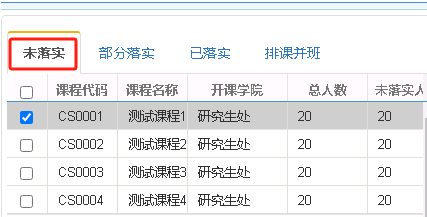 未落实 部分落实 已落实 排课并班
课程代码 课程名称 开课学院 总人数 未落实人
CS0001 测试课程1 研究生处 20 20
CS0002 测试课程2 研究生处 20 20
CS0003 测试课程3 研究生处 20 20
CS0004 测试课程4 研究生处 20 20